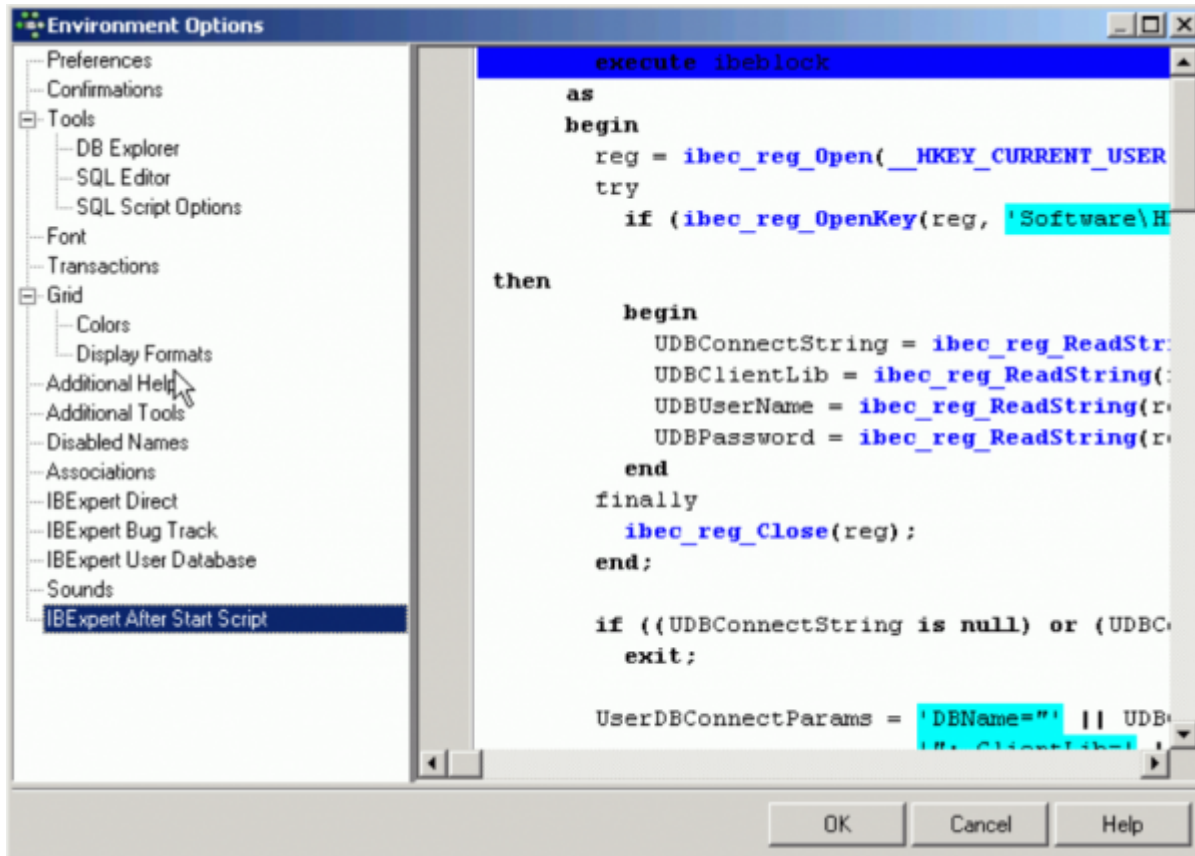 Environment Options
Preferences
Confirmations
Tools
DB Explorer
SQL Editor
SQL Script Options
Font
Transactions
Grid
Colors
Display Formats
Additional Help
Additional Tools
Disabled Names
Associations
IBExpert Direct
IBExpert Bug Track
IBExpert User Database
Sounds
IBExpert After Start Script
execute ibeblock
as
begin
reg = ibec_reg_Open(__HKEY_CURRENT_USER
try
if (ibec_reg_OpenKey(reg, 'Software\H
then
begin
UDBConnectString = ibec_reg_ReadStr
UDBClientLib = ibec_reg_ReadString(
UDBUserName = ibec_reg_ReadString(r
UDBPassword = ibec_reg_ReadString(r
end
finally
ibec_reg_Close(reg);
end;
if ((UDBConnectString is null) or (UDBC
exit;
UserDBConnectParams = 'DBName="' || UDB
'"; ClientLib='
OK
Cancel
Help